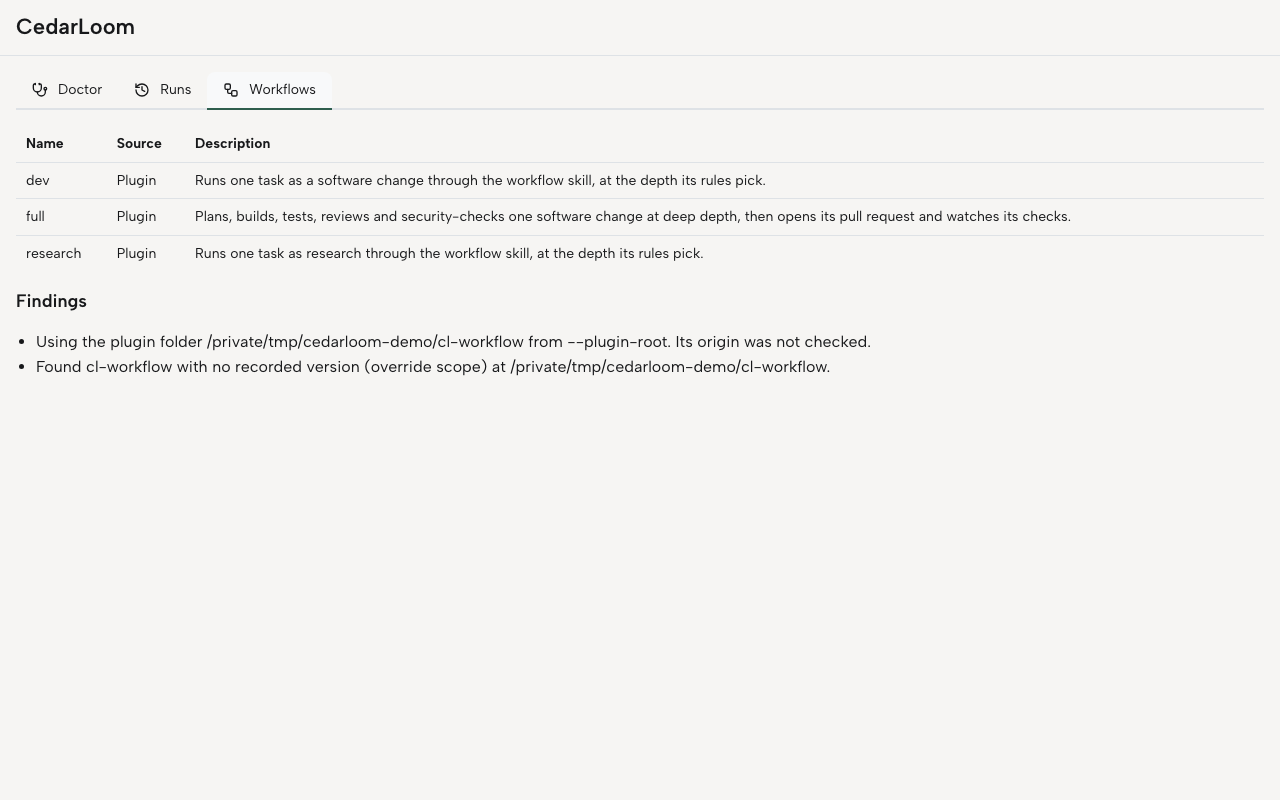 CedarLoom
Doctor Runs Workflows
Name Source Description
dev Plugin Runs one task as a software change through the workflow skill, at the depth its rules pick.
full Plugin Plans, builds, tests, reviews and security-checks one software change at deep depth, then opens its pull request and watches its checks.
research Plugin Runs one task as research through the workflow skill, at the depth its rules pick.
Findings
• Using the plugin folder /private/tmp/cedarloom-demo/cl-workflow from --plugin-root. Its origin was not checked.
• Found cl-workflow with no recorded version (override scope) at /private/tmp/cedarloom-demo/cl-workflow.